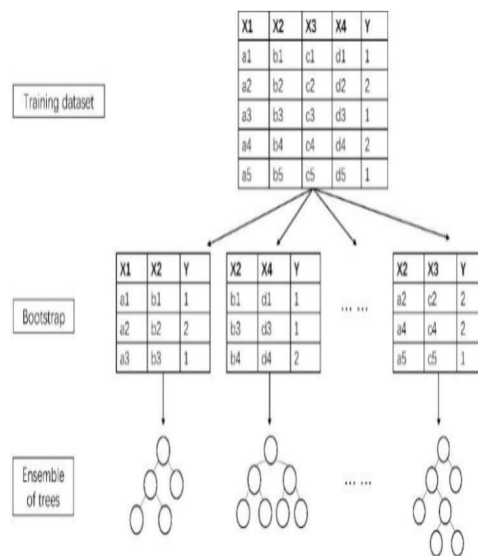 X1 X2 X3 X4 Y
a1 b1 c1 d1 1
a2 b2 c2 d2 2
Training dataset
a3 b3 c3 d3 1
a4 b4 c4 d4 2
a5 b5 c5 d5 1
X1 X2 Y
a1 b1 1
a2 b2 2
a3 b3 1
X2 X4 Y
b1 d1 1
b3 d3 1
b4 d4 2
... ...
X2 X3 Y
a2 c2 2
a4 c4 2
a5 c5 1
Bootstrap
Ensemble
of trees
... ...